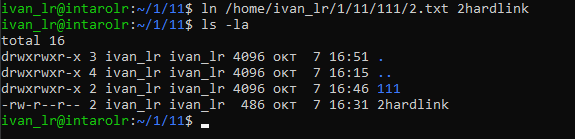 ivan_lr@intarolr:~/1/11$ ln /home/ivan_lr/1/11/111/2.txt 2hardlink
ivan_lr@intarolr:~/1/11$ ls -la
total 16
drwxrwxr-x 3 ivan_lr ivan_lr 4096 окт  7 16:51 .
drwxrwxr-x 4 ivan_lr ivan_lr 4096 окт  7 16:15 ..
drwxrwxr-x 2 ivan_lr ivan_lr 4096 окт  7 16:46 111
-rw-r--r-- 2 ivan_lr ivan_lr  486 окт  7 16:31 2hardlink
ivan_lr@intarolr:~/1/11$